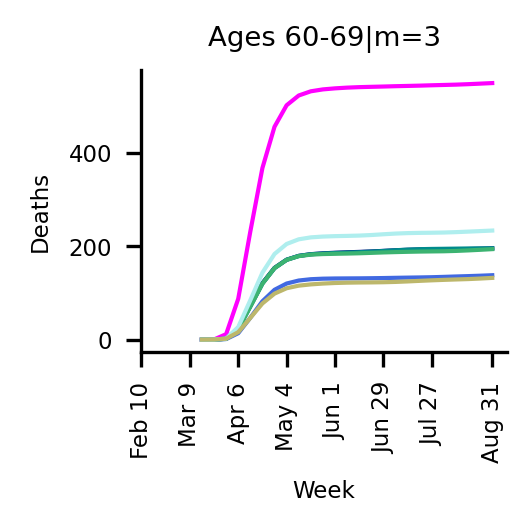 Ages 60-69|m=3
Deaths
400
200
0
Feb 10
Mar 9
Apr 6
May 4
Jun 1
Jun 29
Jul 27
Aug 31
Week